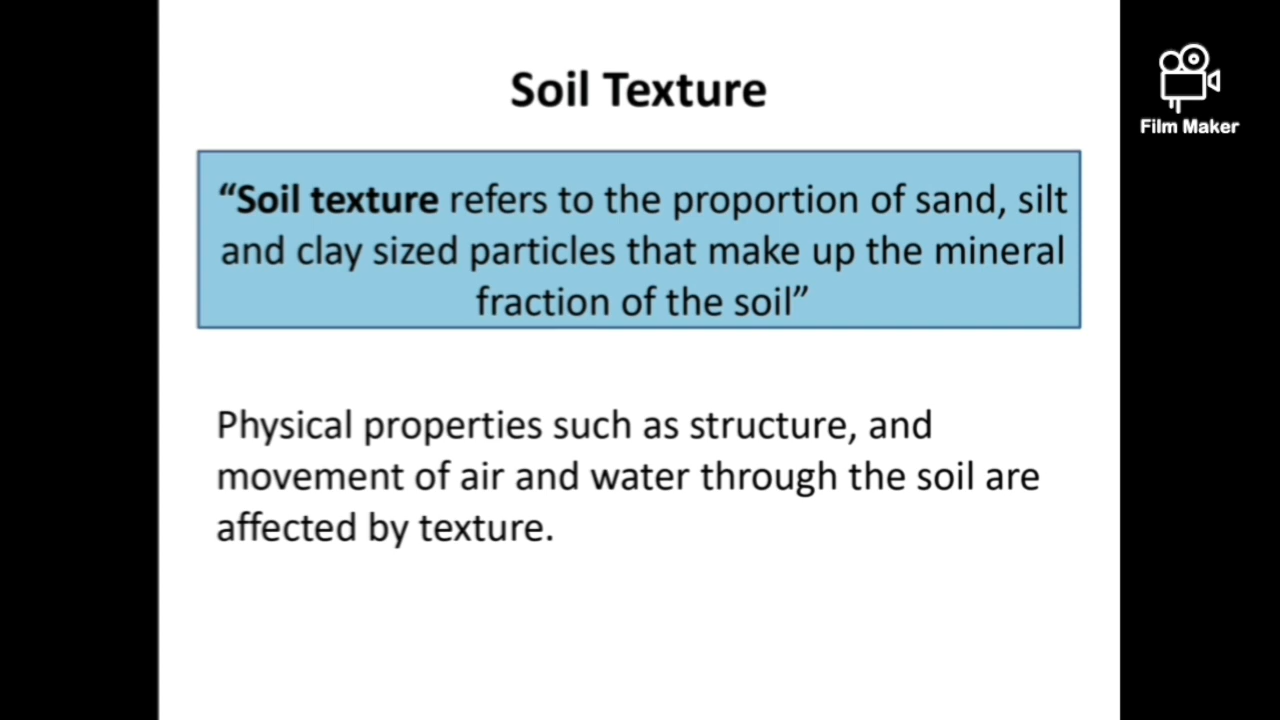 Soil Texture
Film Maker
“Soil texture refers to the proportion of sand, silt
and clay sized particles that make up the mineral
fraction of the soil”
Physical properties such as structure, and
movement of air and water through the soil are
affected by texture.